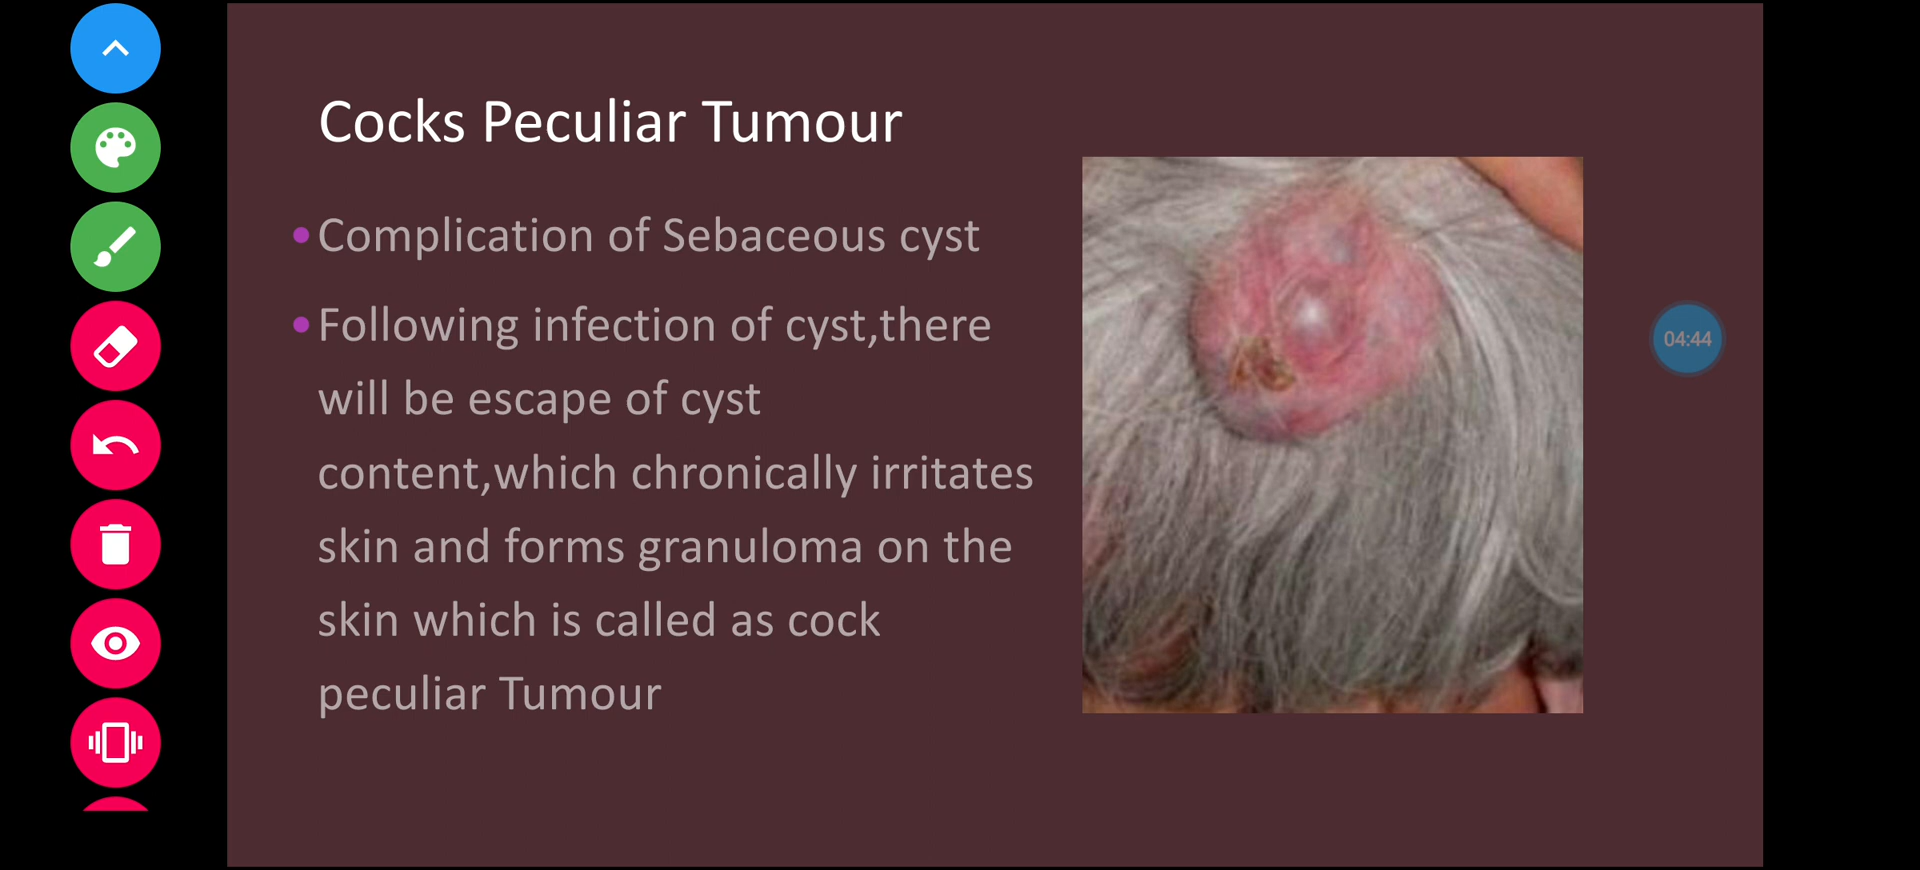 Cocks Peculiar Tumour
Complication of Sebaceous cyst
Following infection of cyst,there
will be escape of cyst
content,which chronically irritates
skin and forms granuloma on the
skin which is called as cock
peculiar Tumour
04:44